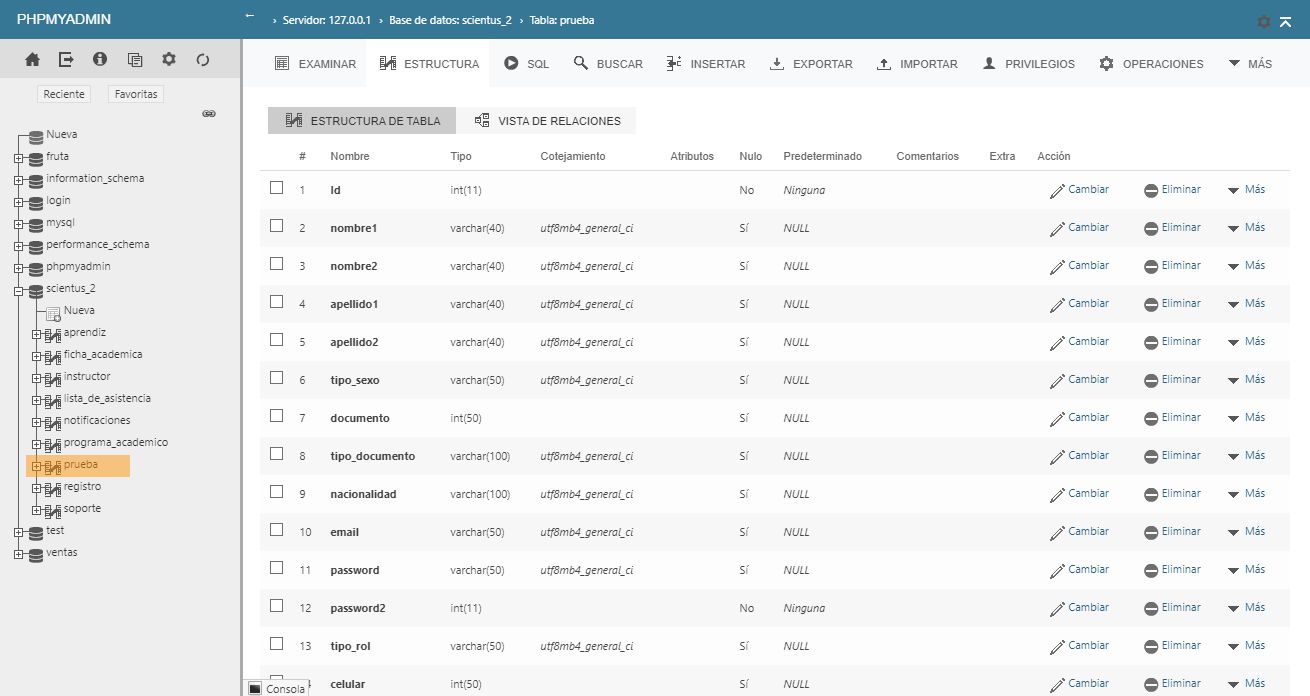 PHPMYADMIN
← › Servidor: 127.0.0.1 › Base de datos: scientus_2 › Tabla: prueba
Reciente Favoritas
Nueva
fruta
information_schema
login
mysql
performance_schema
phpmyadmin
scientus_2
Nueva
aprendiz
ficha_academica
instructor
lista_de_asistencia
notificaciones
programa_academico
prueba
registro
soporte
test
ventas
EXAMINAR ESTRUCTURA SQL BUSCAR INSERTAR EXPORTAR IMPORTAR PRIVILEGIOS OPERACIONES MÁS
ESTRUCTURA DE TABLA VISTA DE RELACIONES
# Nombre Tipo Cotejamiento Atributos Nulo Predeterminado Comentarios Extra Acción
1 Id int(11) No Ninguna Cambiar Eliminar Más
2 nombre1 varchar(40) utf8mb4_general_ci Sí NULL Cambiar Eliminar Más
3 nombre2 varchar(40) utf8mb4_general_ci Sí NULL Cambiar Eliminar Más
4 apellido1 varchar(40) utf8mb4_general_ci Sí NULL Cambiar Eliminar Más
5 apellido2 varchar(40) utf8mb4_general_ci Sí NULL Cambiar Eliminar Más
6 tipo_sexo varchar(50) utf8mb4_general_ci Sí NULL Cambiar Eliminar Más
7 documento int(50) Sí NULL Cambiar Eliminar Más
8 tipo_documento varchar(100) utf8mb4_general_ci Sí NULL Cambiar Eliminar Más
9 nacionalidad varchar(100) utf8mb4_general_ci Sí NULL Cambiar Eliminar Más
10 email varchar(50) utf8mb4_general_ci Sí NULL Cambiar Eliminar Más
11 password varchar(50) utf8mb4_general_ci Sí NULL Cambiar Eliminar Más
12 password2 int(11) No Ninguna Cambiar Eliminar Más
13 tipo_rol varchar(50) utf8mb4_general_ci Sí NULL Cambiar Eliminar Más
celular int(50) Sí NULL Cambiar Eliminar Más
Consola